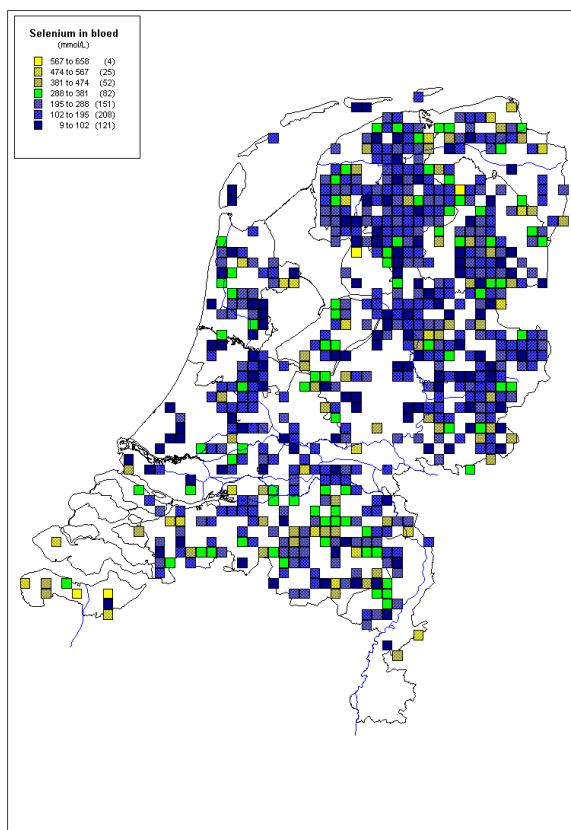 Selenium in bloed
(mmol/L)
567 to 658 (4)
474 to 567 (25)
381 to 474 (52)
288 to 381 (82)
195 to 288 (151)
102 to 195 (208)
9 to 102 (121)